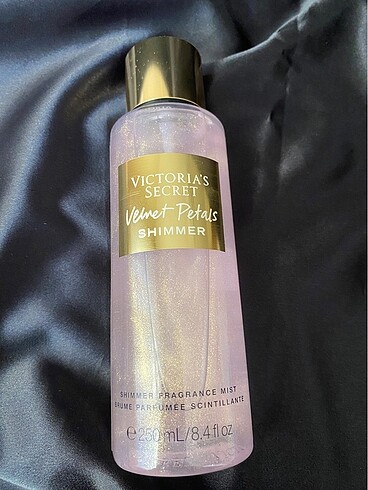 VICTORIA'S
SECRET
Velvet Petals
SHIMMER
SHIMMER FRAGRANCE MIST
BRUME PARFUMÉE SCINTILLANTE
℮ 250 mL/8.4 fl oz